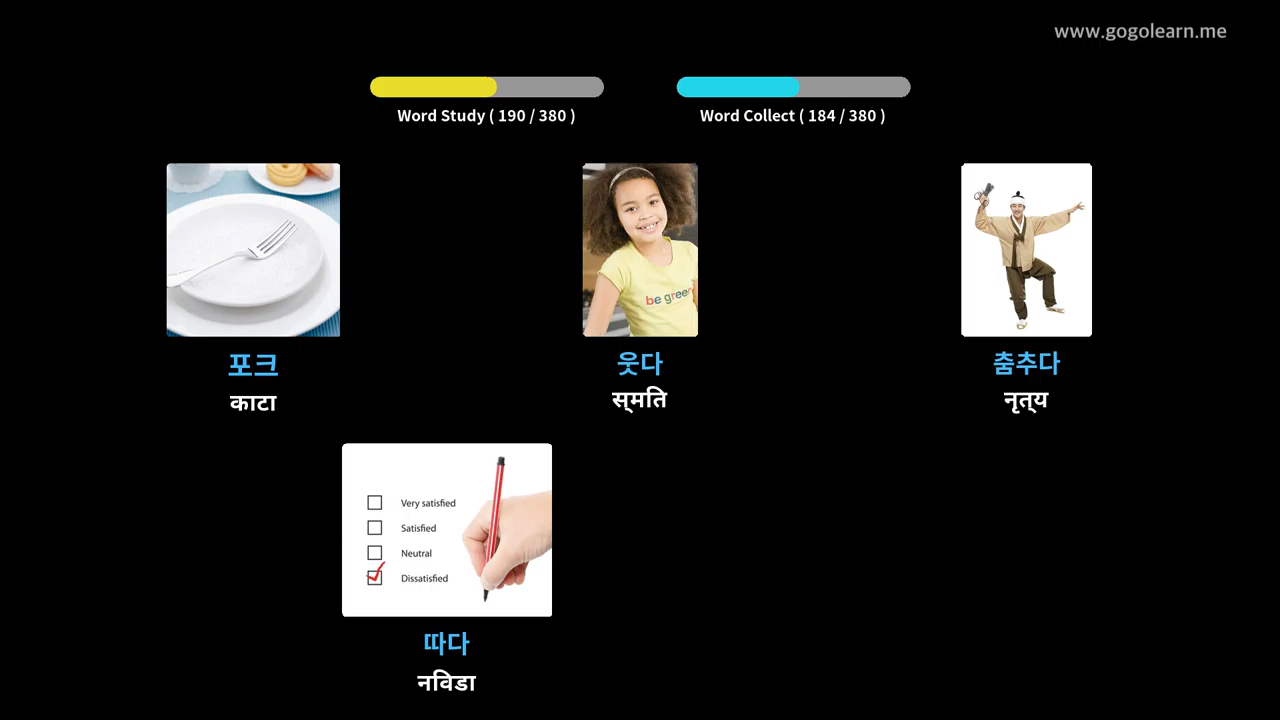 www.gogolearn.me
Word Study ( 190 / 380 )
Word Collect ( 184 / 380 )
be green
포크
काटा
웃다
स्मति
춤추다
नृत्य
Very satisfied
Satisfied
Neutral
Dissatisfied
따다
नविडा